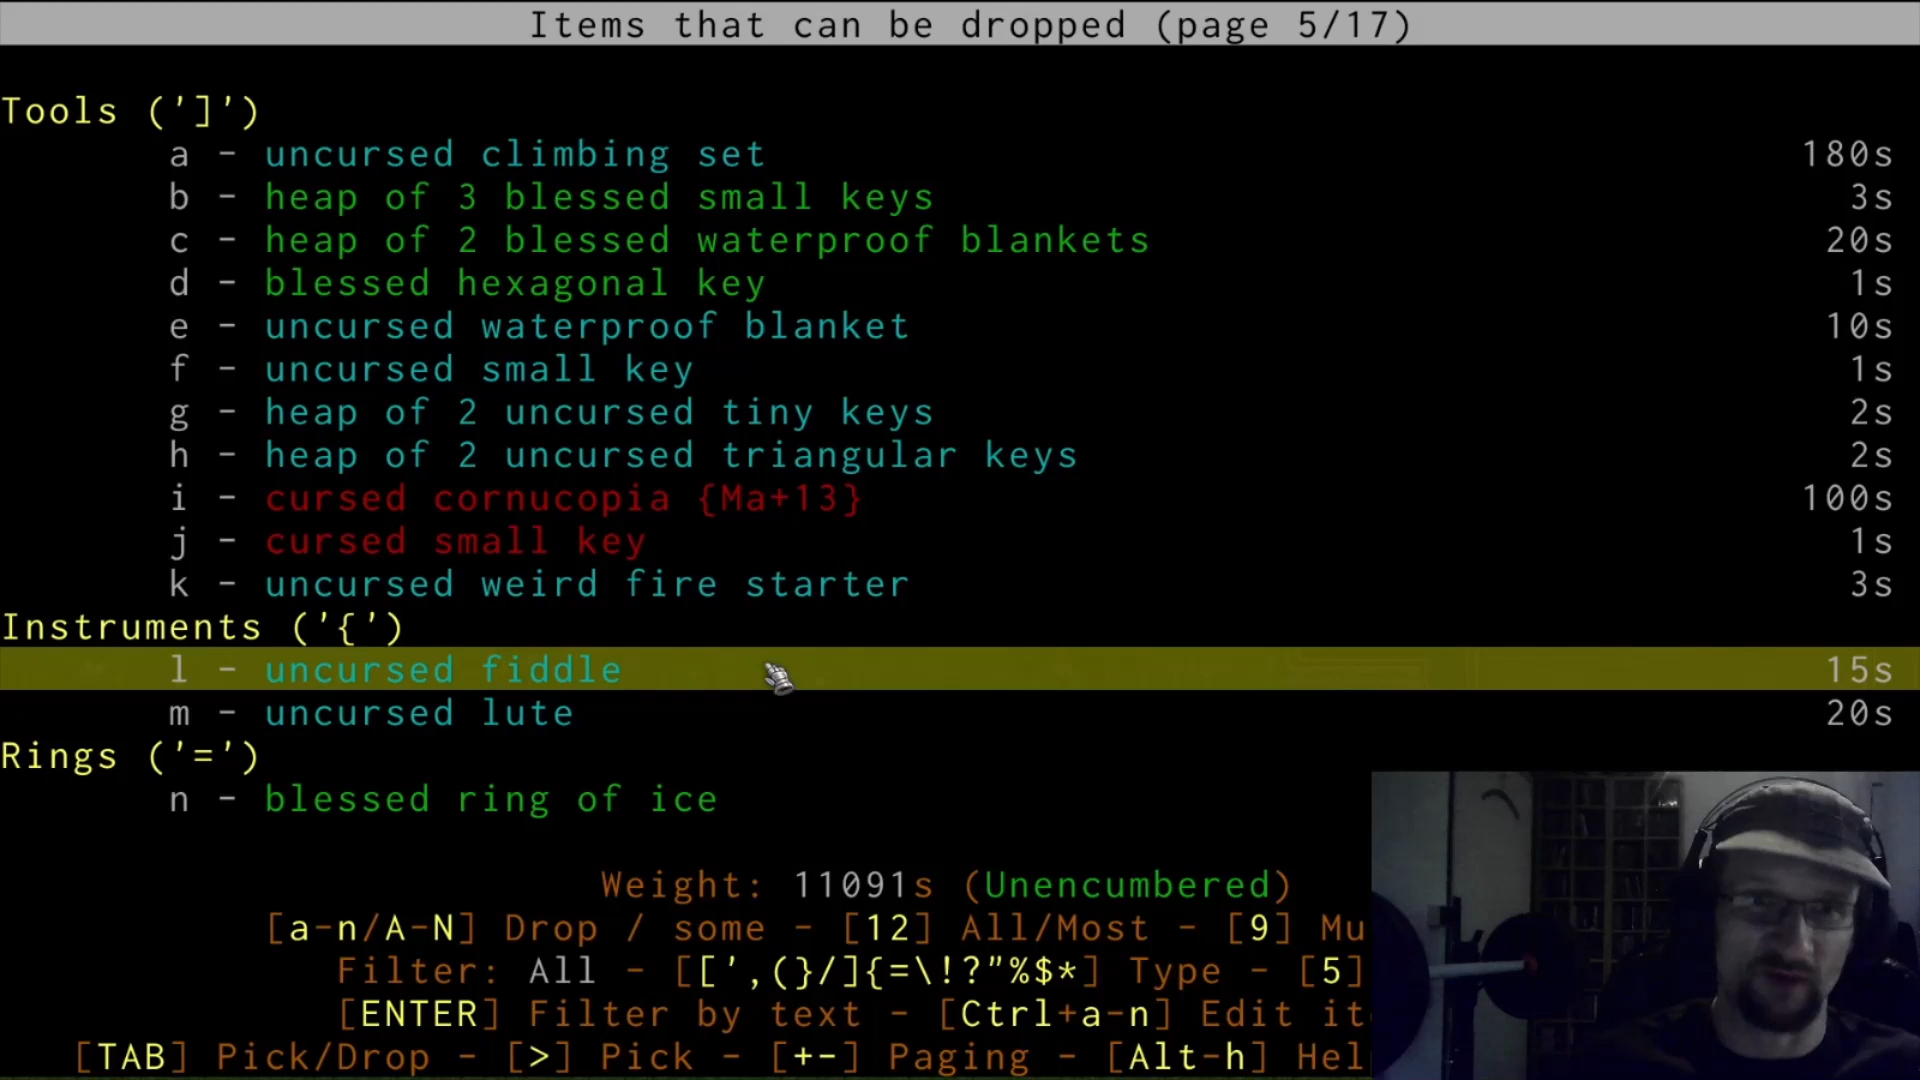 Items that can be dropped (page 5/17)
Tools (']')
a - uncursed climbing set 180s
b - heap of 3 blessed small keys 3s
c - heap of 2 blessed waterproof blankets 20s
d - blessed hexagonal key 1s
e - uncursed waterproof blanket 10s
f - uncursed small key 1s
g - heap of 2 uncursed tiny keys 2s
h - heap of 2 uncursed triangular keys 2s
i - cursed cornucopia {Ma+13} 100s
j - cursed small key 1s
k - uncursed weird fire starter 3s
Instruments ('{')
l - uncursed fiddle 15s
m - uncursed lute 20s
Rings ('=')
n - blessed ring of ice
Weight: 11091s (Unencumbered)
[a-n/A-N] Drop / some - [12] All/Most - [9] Mu
Filter: All - [[',(}/]{=\!?"%$*] Type - [5]
[ENTER] Filter by text - [Ctrl+a-n] Edit it
[TAB] Pick/Drop - [>] Pick - [+-] Paging - [Alt-h] Hel